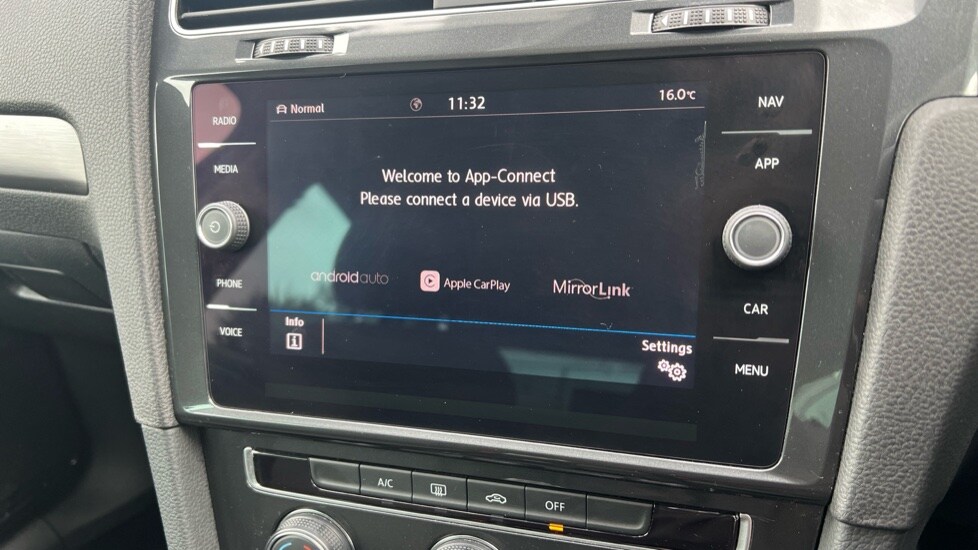 Normal
11:32
16.0°C
RADIO
MEDIA
PHONE
VOICE
Welcome to App-Connect
Please connect a device via USB.
androidauto
Apple CarPlay
MirrorLink
Info
i
Settings
NAV
APP
CAR
MENU
A/C
OFF